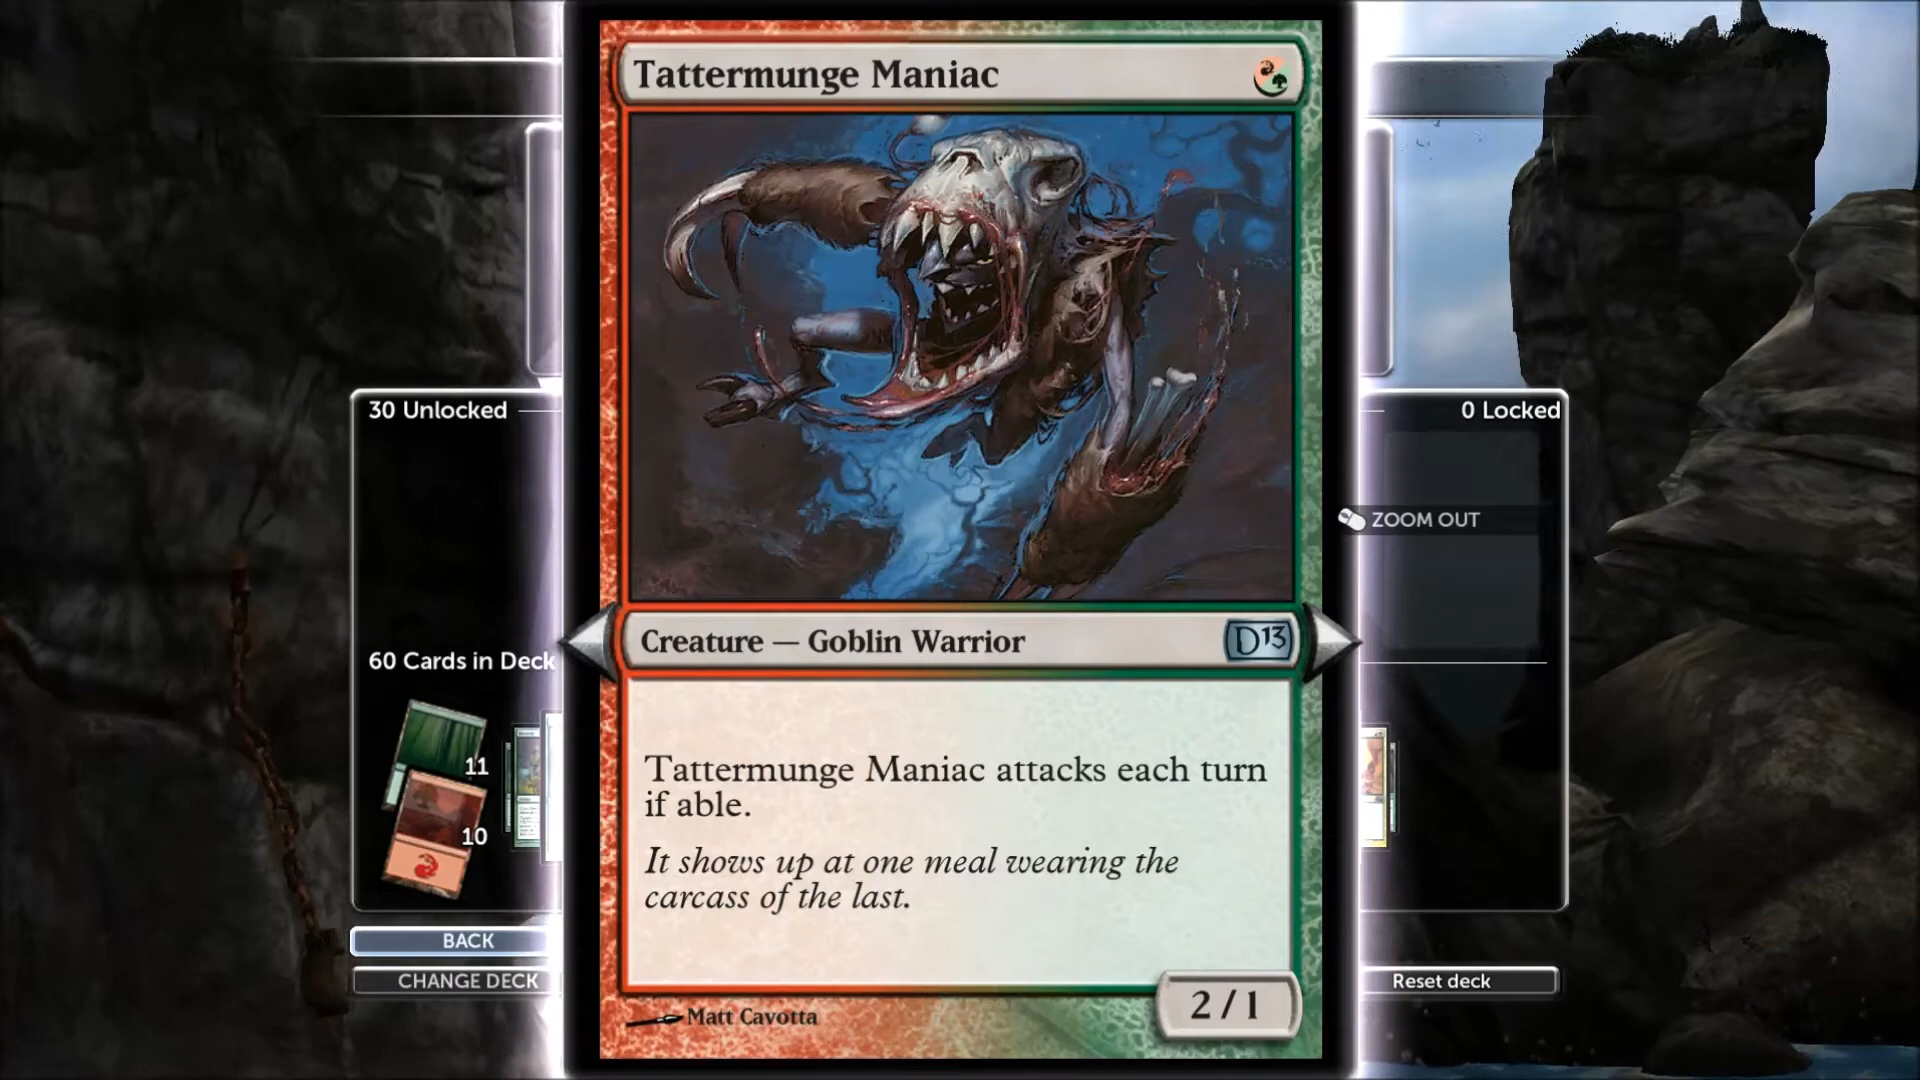 Tattermunge Maniac
30 Unlocked
0 Locked
ZOOM OUT
Creature — Goblin Warrior
D13
60 Cards in Deck
11
10
Tattermunge Maniac attacks each turn
if able.
It shows up at one meal wearing the
carcass of the last.
BACK
CHANGE DECK
Reset deck
2 / 1
Matt Cavotta